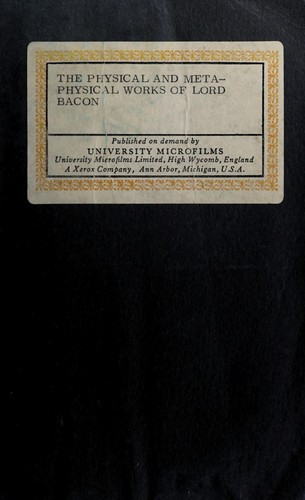 THE PHYSICAL AND META-
PHYSICAL WORKS OF LORD
BACON
Published on demand by
UNIVERSITY MICROFILMS
University Microfilms Limited, High Wycomb, England
A Xerox Company, Ann Arbor, Michigan, U.S.A.